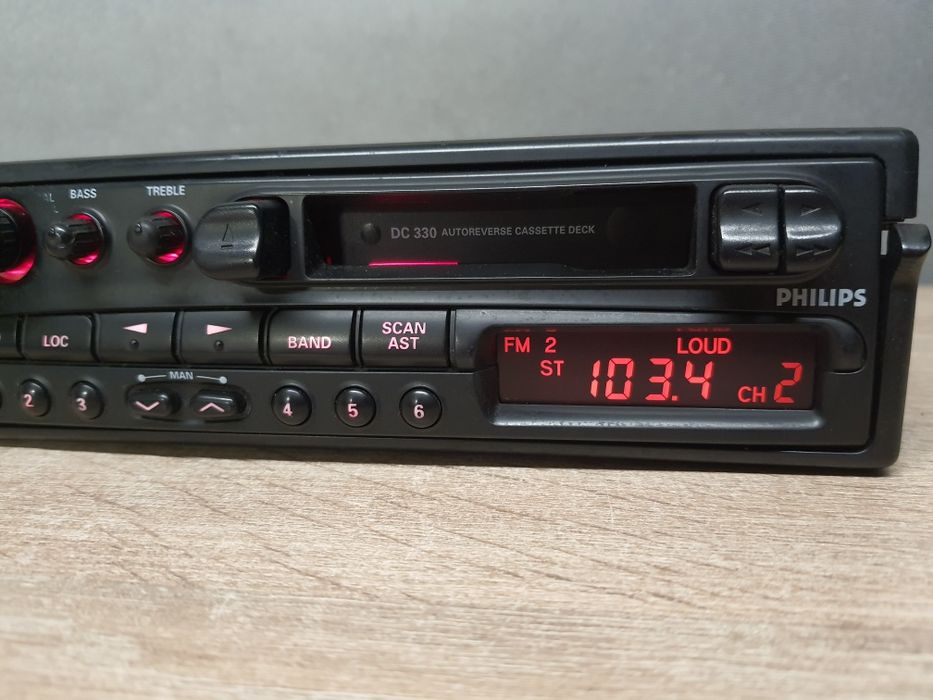 BASS
TREBLE
DC 330 AUTOREVERSE CASSETTE DECK
PHILIPS
LOC
BAND
SCAN
AST
FM 2
LOUD
ST
103.4
CH 2
MAN
2
3
4
5
6